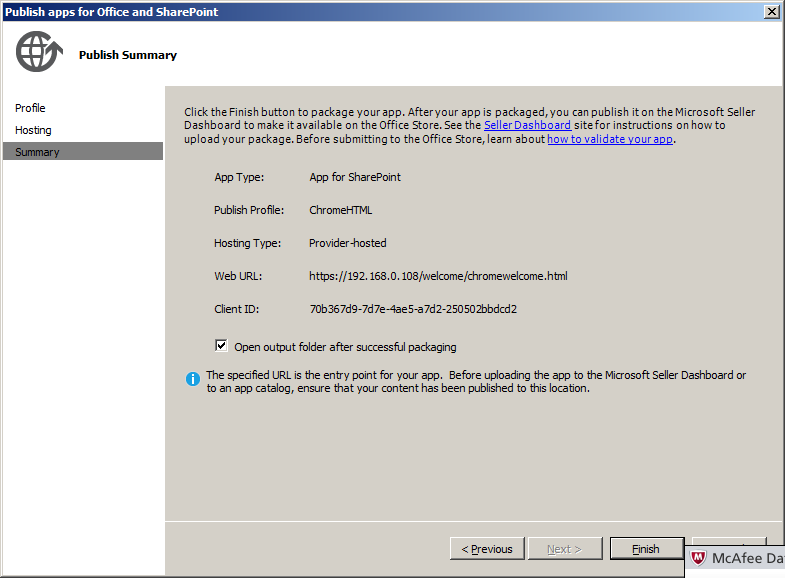 Publish apps for Office and SharePoint
Publish Summary
Profile
Hosting
Summary
Click the Finish button to package your app. After your app is packaged, you can publish it on the Microsoft Seller
Dashboard to make it available on the Office Store. See the Seller Dashboard site for instructions on how to
upload your package. Before submitting to the Office Store, learn about how to validate your app.
App Type: App for SharePoint
Publish Profile: ChromeHTML
Hosting Type: Provider-hosted
Web URL: https://192.168.0.108/welcome/chromewelcome.html
Client ID: 70b367d9-7d7e-4ae5-a7d2-250502bbdcd2
Open output folder after successful packaging
The specified URL is the entry point for your app. Before uploading the app to the Microsoft Seller Dashboard or
to an app catalog, ensure that your content has been published to this location.
< Previous Next > Finish
McAfee Da